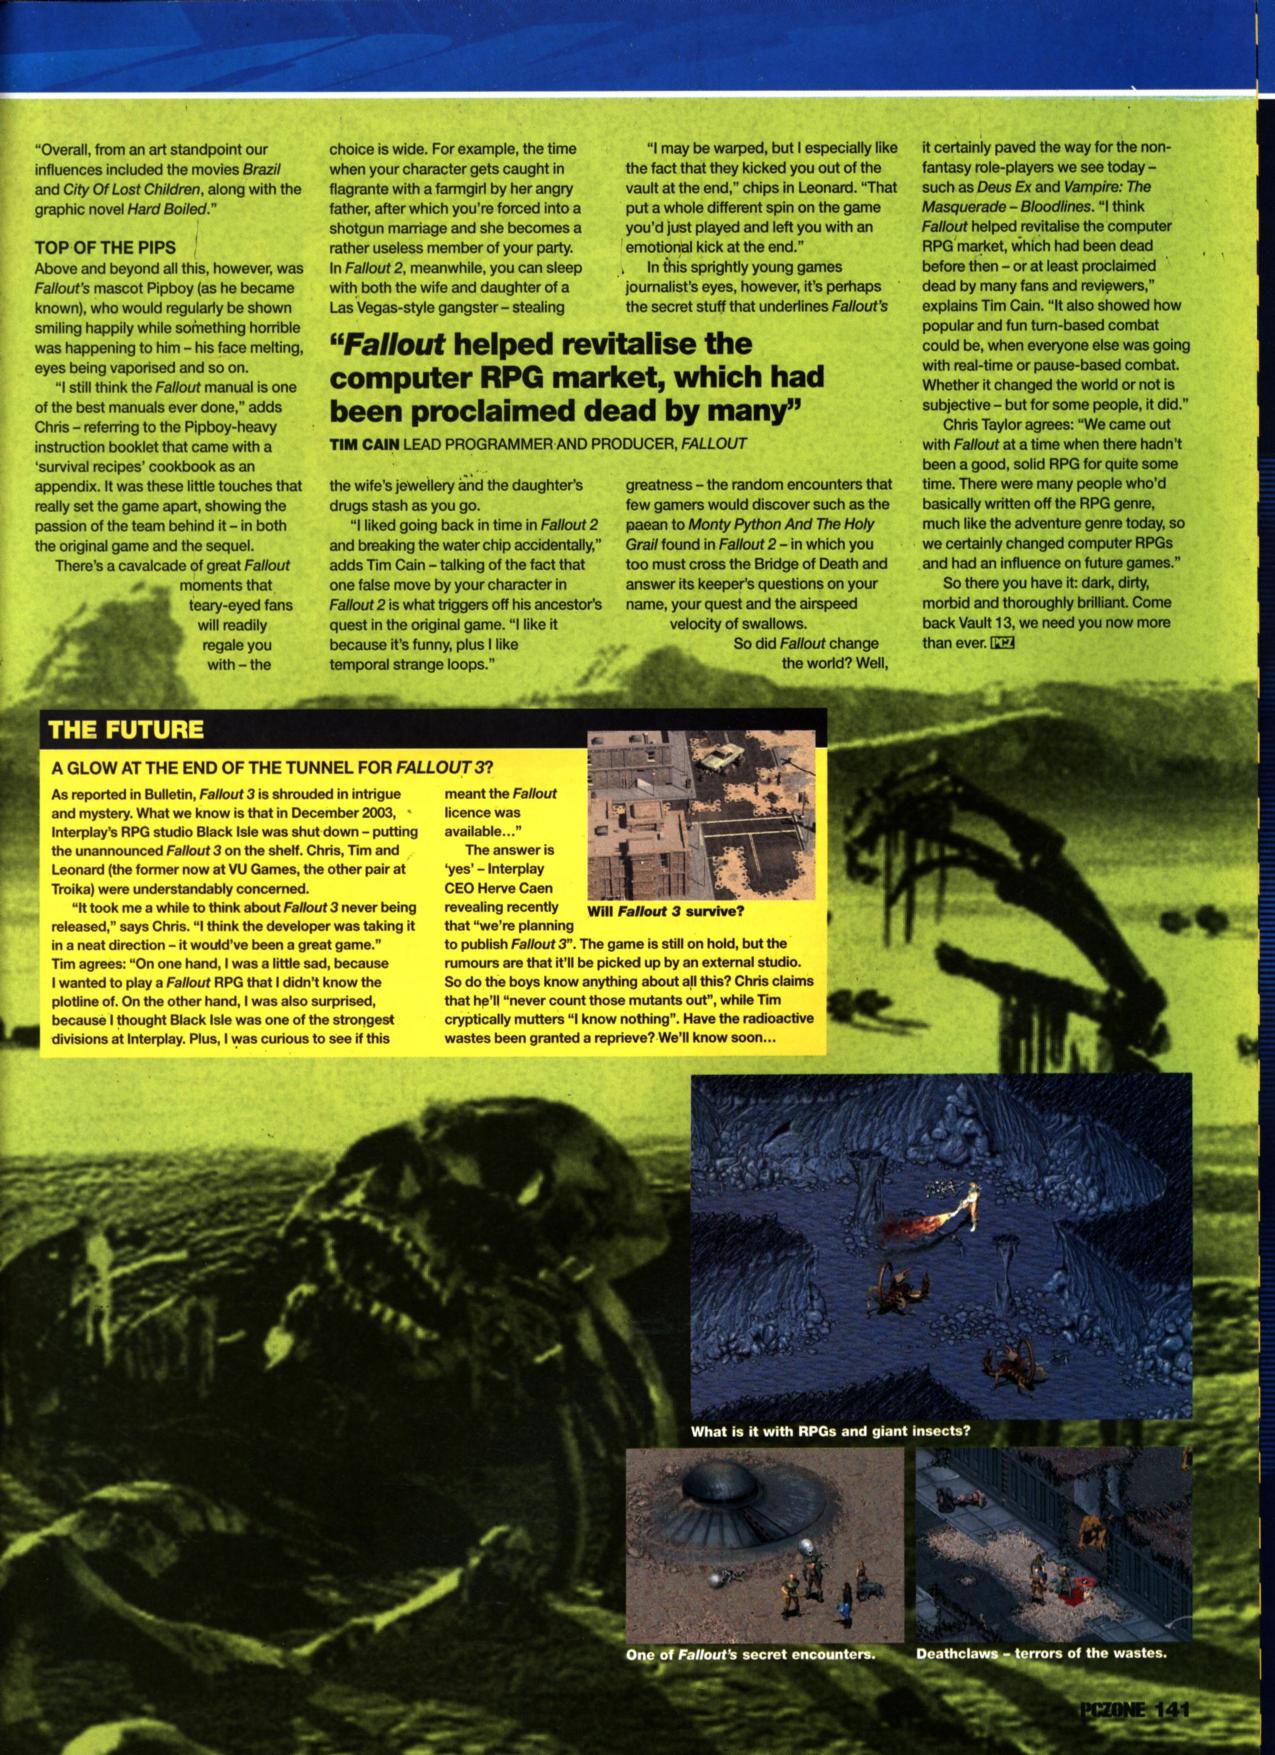 “Overall, from an art standpoint our
influences included the movies Brazil
and City Of Lost Children, along with the
graphic novel Hard Boiled.”
TOP OF THE PIPS
Above and beyond all this, however, was
Fallout’s mascot Pipboy (as he became
known), who would regularly be shown
smiling happily while something horrible
was happening to him – his face melting,
eyes being vaporised and so on.
“I still think the Fallout manual is one
of the best manuals ever done,” adds
Chris – referring to the Pipboy-heavy
instruction booklet that came with a
‘survival recipes’ cookbook as an
appendix. It was these little touches that
really set the game apart, showing the
passion of the team behind it – in both
the original game and the sequel.
There’s a cavalcade of great Fallout
moments that
teary-eyed fans
will readily
regale you
with – the
choice is wide. For example, the time
when your character gets caught in
flagrante with a farmgirl by her angry
father, after which you’re forced into a
shotgun marriage and she becomes a
rather useless member of your party.
In Fallout 2, meanwhile, you can sleep
with both the wife and daughter of a
Las Vegas-style gangster – stealing
“Fallout helped revitalise the
computer RPG market, which had
been proclaimed dead by many”
TIM CAIN LEAD PROGRAMMER AND PRODUCER, FALLOUT
the wife’s jewellery and the daughter’s
drugs stash as you go.
“I liked going back in time in Fallout 2
and breaking the water chip accidentally,”
adds Tim Cain – talking of the fact that
one false move by your character in
Fallout 2 is what triggers off his ancestor’s
quest in the original game. “I like it
because it’s funny, plus I like
temporal strange loops.”
“I may be warped, but I especially like
the fact that they kicked you out of the
vault at the end,” chips in Leonard. “That
put a whole different spin on the game
you’d just played and left you with an
emotional kick at the end.”
In this sprightly young games
journalist’s eyes, however, it’s perhaps
the secret stuff that underlines Fallout’s
greatness – the random encounters that
few gamers would discover such as the
paean to Monty Python And The Holy
Grail found in Fallout 2 – in which you
too must cross the Bridge of Death and
answer its keeper’s questions on your
name, your quest and the airspeed
velocity of swallows.
So did Fallout change
the world? Well,
it certainly paved the way for the non-
fantasy role-players we see today –
such as Deus Ex and Vampire: The
Masquerade – Bloodlines. “I think
Fallout helped revitalise the computer
RPG market, which had been dead
before then – or at least proclaimed
dead by many fans and reviewers,”
explains Tim Cain. “It also showed how
popular and fun turn-based combat
could be, when everyone else was going
with real-time or pause-based combat.
Whether it changed the world or not is
subjective – but for some people, it did.”
Chris Taylor agrees: “We came out
with Fallout at a time when there hadn’t
been a good, solid RPG for quite some
time. There were many people who’d
basically written off the RPG genre,
much like the adventure genre today, so
we certainly changed computer RPGs
and had an influence on future games.”
So there you have it: dark, dirty,
morbid and thoroughly brilliant. Come
back Vault 13, we need you now more
than ever. PCZ
THE FUTURE
A GLOW AT THE END OF THE TUNNEL FOR FALLOUT 3?
As reported in Bulletin, Fallout 3 is shrouded in intrigue
and mystery. What we know is that in December 2003,
Interplay’s RPG studio Black Isle was shut down – putting
the unannounced Fallout 3 on the shelf. Chris, Tim and
Leonard (the former now at VU Games, the other pair at
Troika) were understandably concerned.
“It took me a while to think about Fallout 3 never being
released,” says Chris. “I think the developer was taking it
in a neat direction – it would’ve been a great game.”
Tim agrees: “On one hand, I was a little sad, because
I wanted to play a Fallout RPG that I didn’t know the
plotline of. On the other hand, I was also surprised,
because I thought Black Isle was one of the strongest
divisions at Interplay. Plus, I was curious to see if this
meant the Fallout
licence was
available…”
The answer is
‘yes’ – Interplay
CEO Herve Caen
revealing recently
that “we’re planning
to publish Fallout 3”. The game is still on hold, but the
rumours are that it’ll be picked up by an external studio.
So do the boys know anything about all this? Chris claims
that he’ll “never count those mutants out”, while Tim
cryptically mutters “I know nothing”. Have the radioactive
wastes been granted a reprieve? We’ll know soon…
Will Fallout 3 survive?
What is it with RPGs and giant insects?
One of Fallout’s secret encounters.
Deathclaws – terrors of the wastes.
PCZONE 141